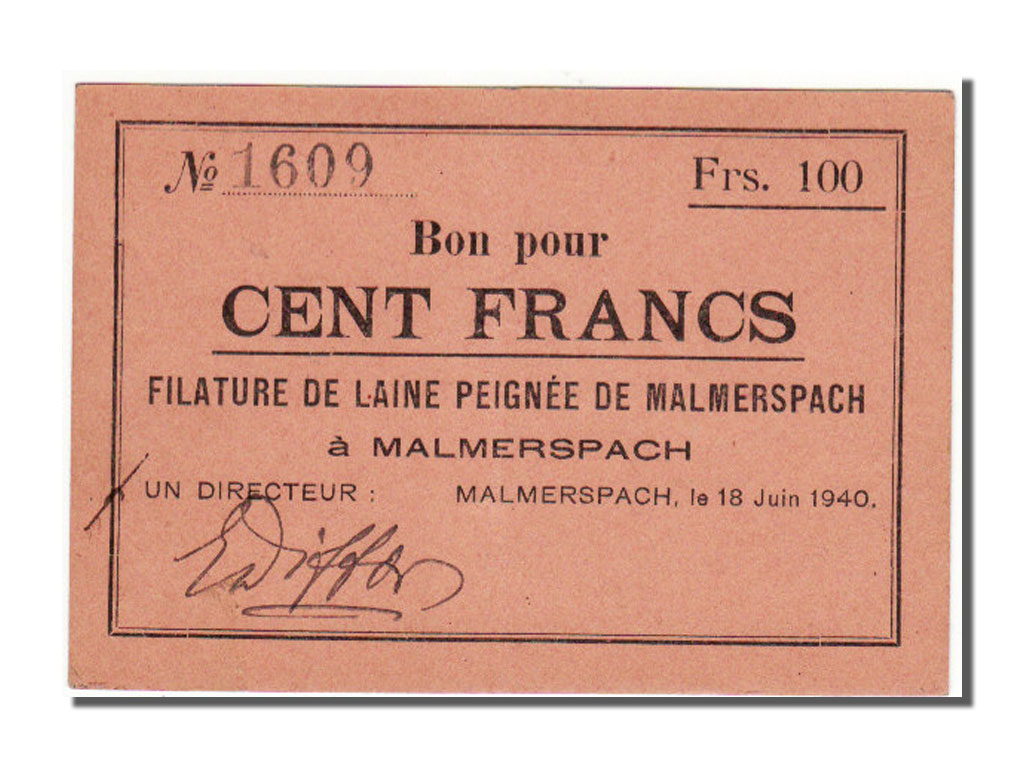 № 1609 Frs. 100
Bon pour
CENT FRANCS
FILATURE DE LAINE PEIGNÉE DE MALMERSPACH
à MALMERSPACH
UN DIRECTEUR : MALMERSPACH, le 18 Juin 1940.